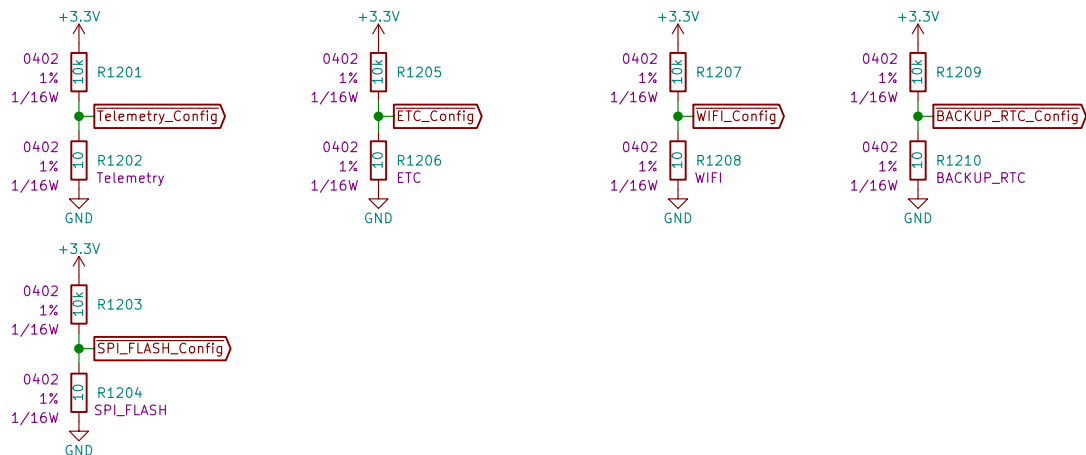 +3.3V
0402
1%
1/16W
10k
R1201
Telemetry_Config
0402
1%
1/16W
10
R1202
Telemetry
GND
+3.3V
0402
1%
1/16W
10k
R1205
ETC_Config
0402
1%
1/16W
10
R1206
ETC
GND
+3.3V
0402
1%
1/16W
10k
R1207
WIFI_Config
0402
1%
1/16W
10
R1208
WIFI
GND
+3.3V
0402
1%
1/16W
10k
R1209
BACKUP_RTC_Config
0402
1%
1/16W
10
R1210
BACKUP_RTC
GND
+3.3V
0402
1%
1/16W
10k
R1203
SPI_FLASH_Config
0402
1%
1/16W
10
R1204
SPI_FLASH
GND